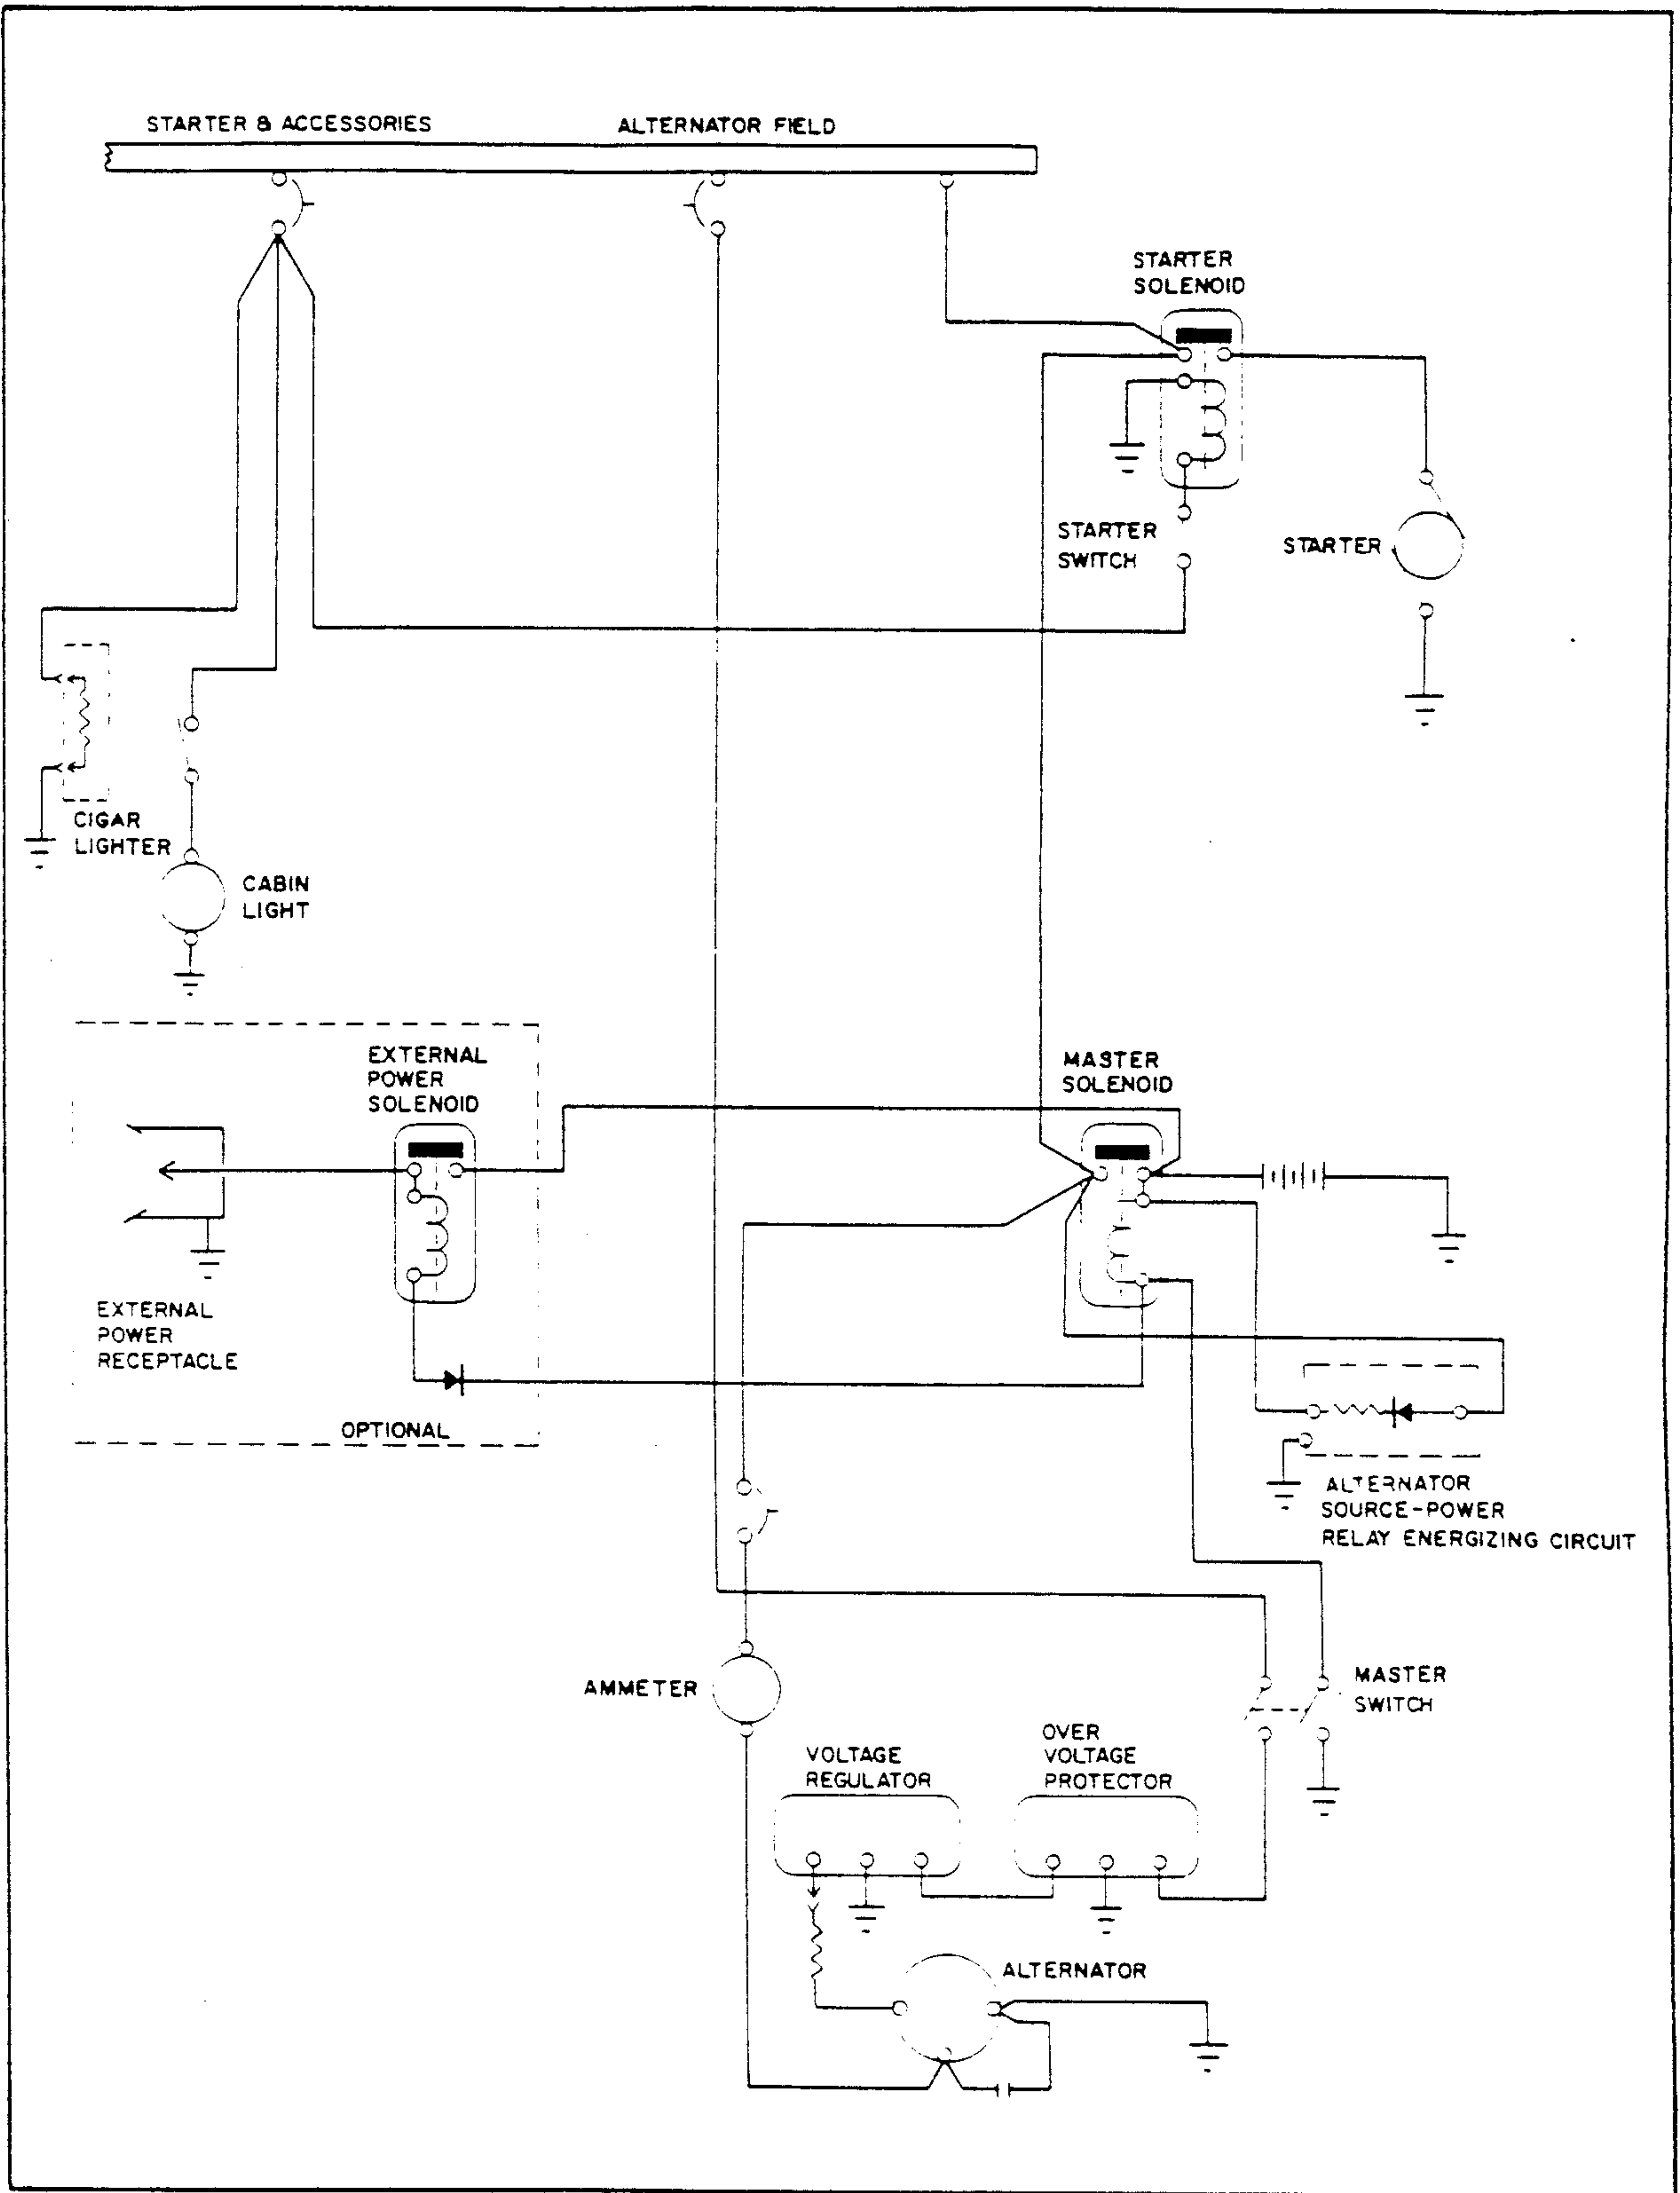 STARTER & ACCESSORIES
ALTERNATOR FIELD
STARTER
SOLENOID
STARTER
SWITCH
STARTER
CIGAR
LIGHTER
CABIN
LIGHT
EXTERNAL
POWER
SOLENOID
MASTER
SOLENOID
EXTERNAL
POWER
RECEPTACLE
OPTIONAL
ALTERNATOR
SOURCE-POWER
RELAY ENERGIZING CIRCUIT
AMMETER
MASTER
SWITCH
VOLTAGE
REGULATOR
OVER
VOLTAGE
PROTECTOR
ALTERNATOR